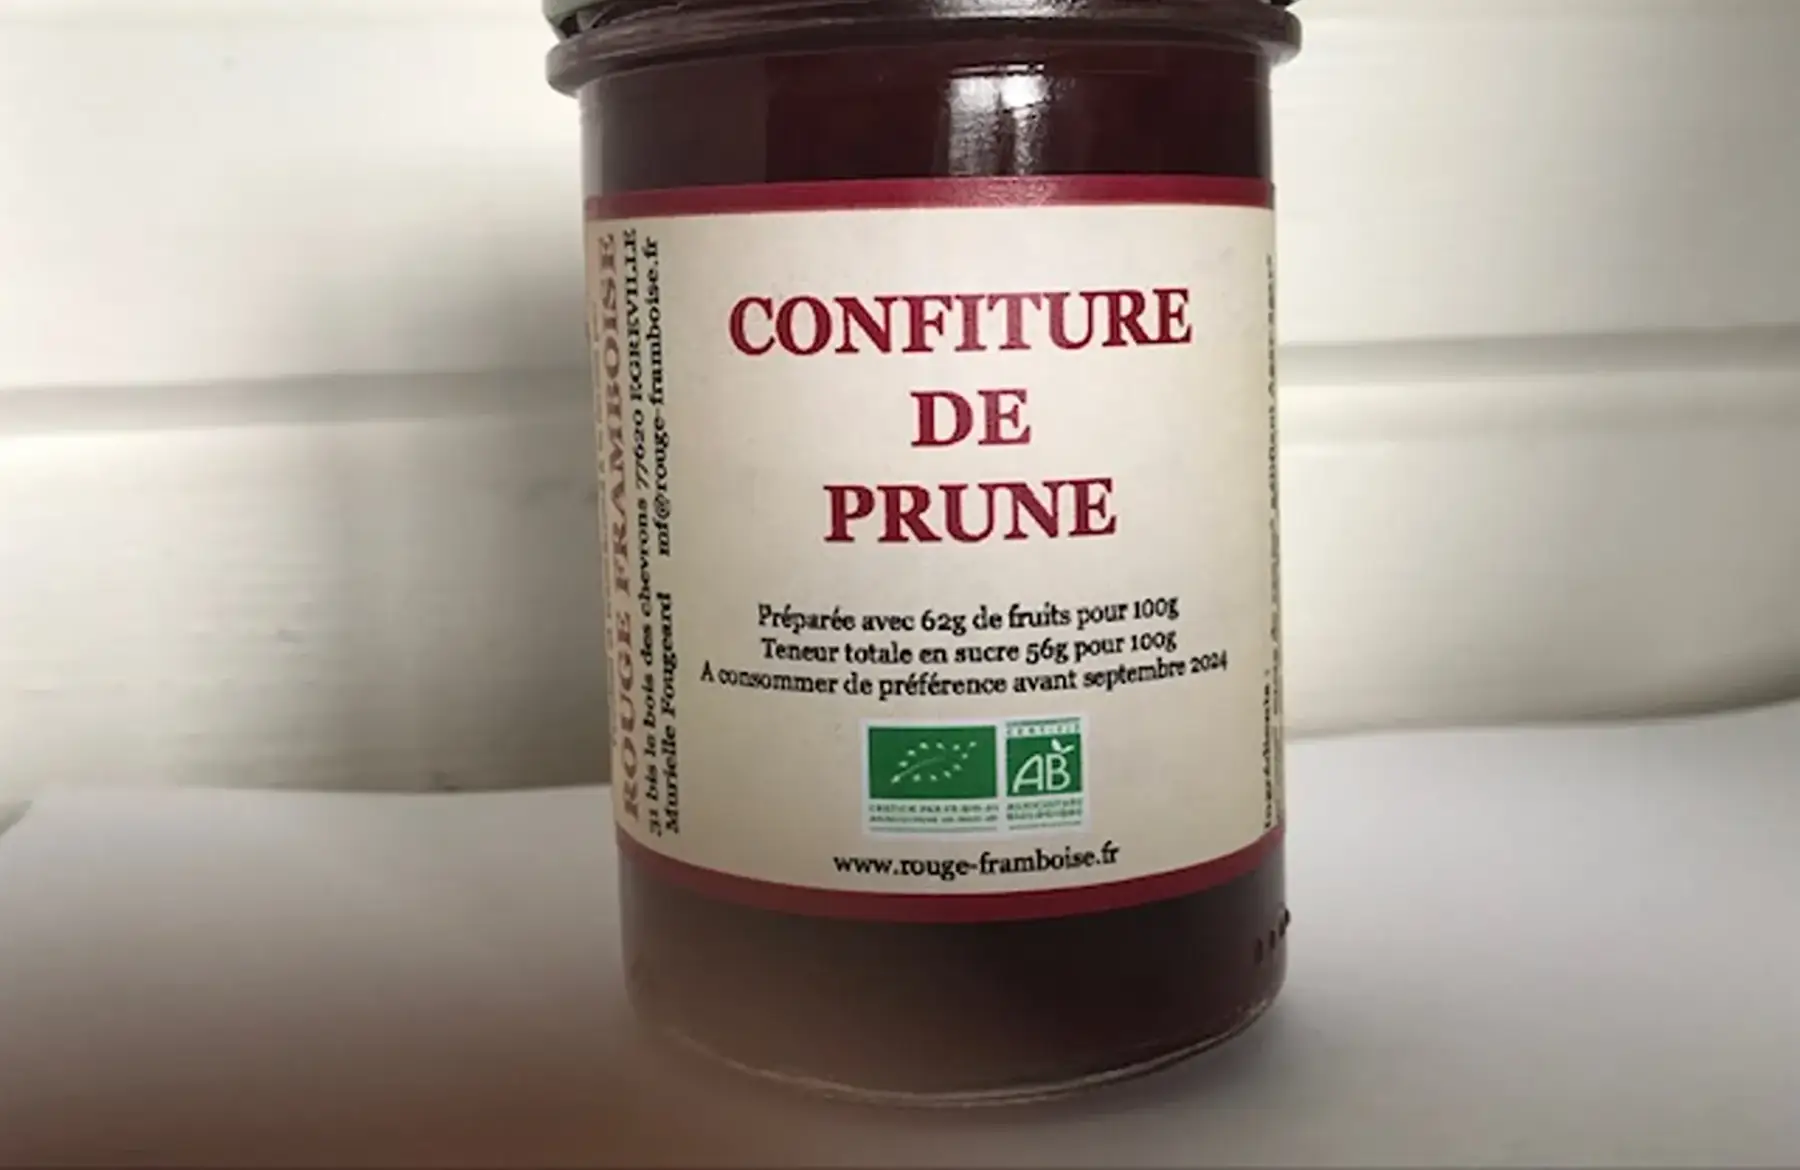 CONFITURE
DE
PRUNE
Préparée avec 62g de fruits pour 100g
Teneur totale en sucre 56g pour 100g
A consommer de préférence avant septembre 2024
AB
www.rouge-framboise.fr
ROUGE FRAMBOISE
31 bis le bois des chevrons 77620 EGREVILLE
Murielle Fougeard mf@rouge-framboise.fr
Ingrédients :